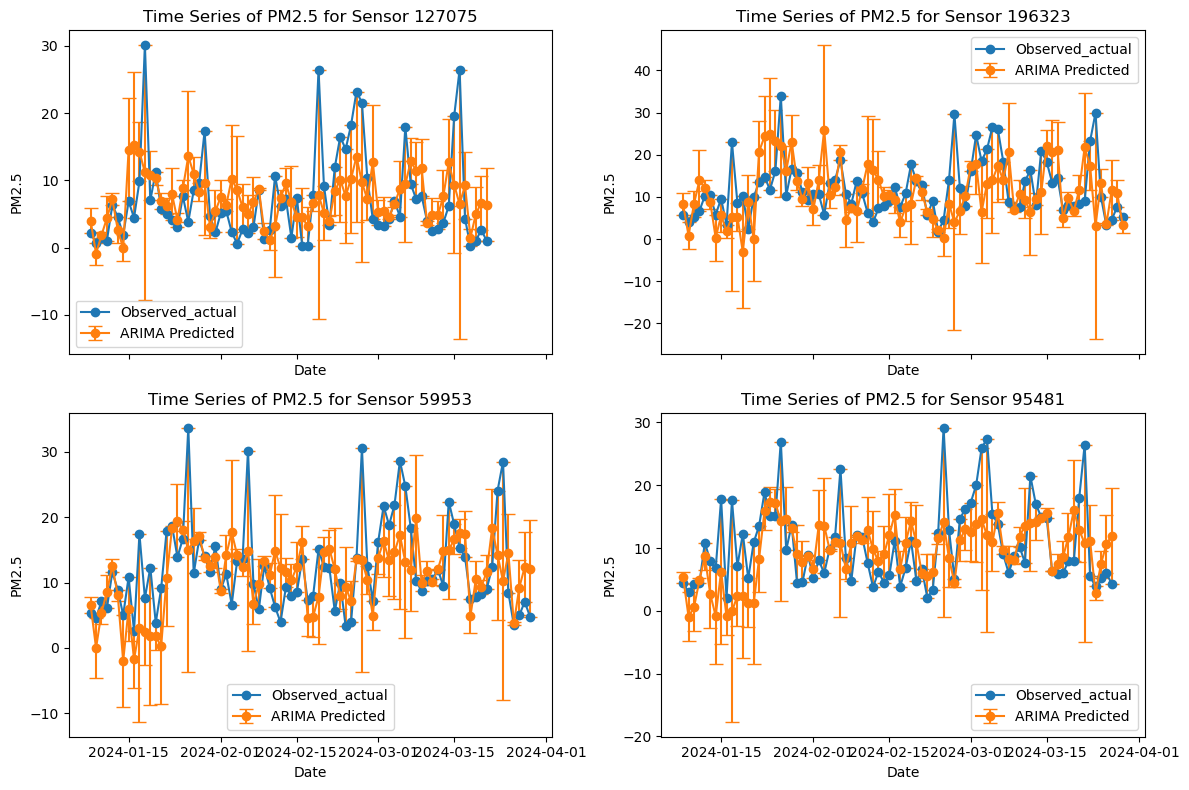 Time Series of PM2.5 for Sensor 127075
PM2.5
30
20
10
0
−10
Observed_actual
ARIMA Predicted
Date
Time Series of PM2.5 for Sensor 196323
PM2.5
40
30
20
10
0
−10
−20
Observed_actual
ARIMA Predicted
Date
Time Series of PM2.5 for Sensor 59953
PM2.5
30
20
10
0
−10
Observed_actual
ARIMA Predicted
2024-01-15 2024-02-01 2024-02-15 2024-03-01 2024-03-15 2024-04-01
Date
Time Series of PM2.5 for Sensor 95481
PM2.5
30
20
10
0
−10
−20
Observed_actual
ARIMA Predicted
2024-01-15 2024-02-01 2024-02-15 2024-03-01 2024-03-15 2024-04-01
Date